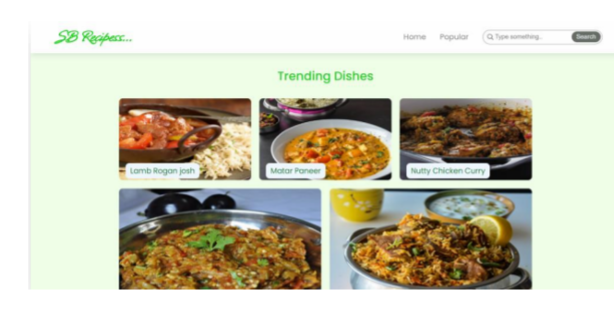 SB Recipess...
Home Popular Type something.. Search
Trending Dishes
Lamb Rogan josh Matar Paneer Nutty Chicken Curry